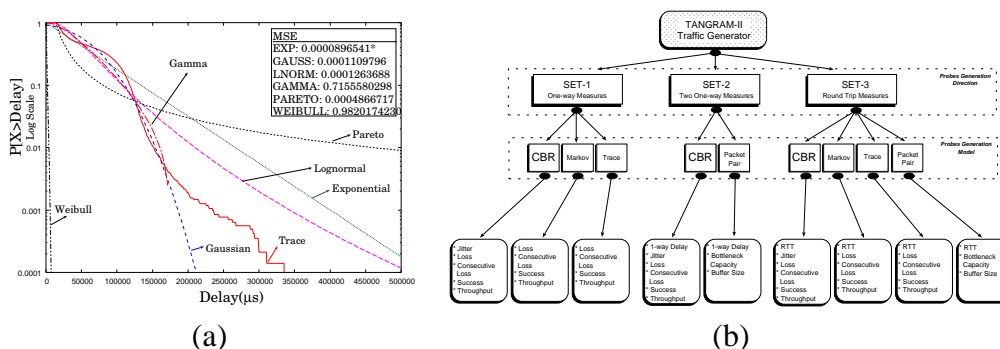 MSE
EXP: 0.0000896541*
GAUSS: 0.0001109796
LNORM: 0.0001263688
GAMMA: 0.7155580298
PARETO: 0.0004866717
WEIBULL: 0.9820174230
1
0.1
0.01
0.001
0.0001
P[X>Delay]
Log Scale
Gamma
Pareto
Lognormal
Exponential
Weibull
Gaussian
Trace
0
50000
100000
150000
200000
250000
300000
350000
400000
450000
500000
Delay(µs)
(a)
TANGRAM-II
Traffic Generator
Probes Generation
Direction
SET-1
One-way Measures
SET-2
Two One-way Measures
SET-3
Round Trip Measures
Probes Generation
Model
CBR
Markov
Trace
CBR
Packet
Pair
CBR
Markov
Trace
Packet
Pair
* Jitter
* Loss
* Consecutive
Loss
* Success
* Throughput
* Loss
* Consecutive
Loss
* Success
* Throughput
* Loss
* Consecutive
Loss
* Success
* Throughput
* 1-way Delay
* Jitter
* Loss
* Consecutive
Loss
* Success
* Throughput
* 1-way Delay
* Bottleneck
Capacity
* Buffer Size
* RTT
* Jitter
* Loss
* Consecutive
Loss
* Success
* Throughput
* RTT
* Loss
* Consecutive
Loss
* Success
* Throughput
* RTT
* Loss
* Consecutive
Loss
* Success
* Throughput
* RTT
* Bottleneck
Capacity
* Buffer Size
(b)